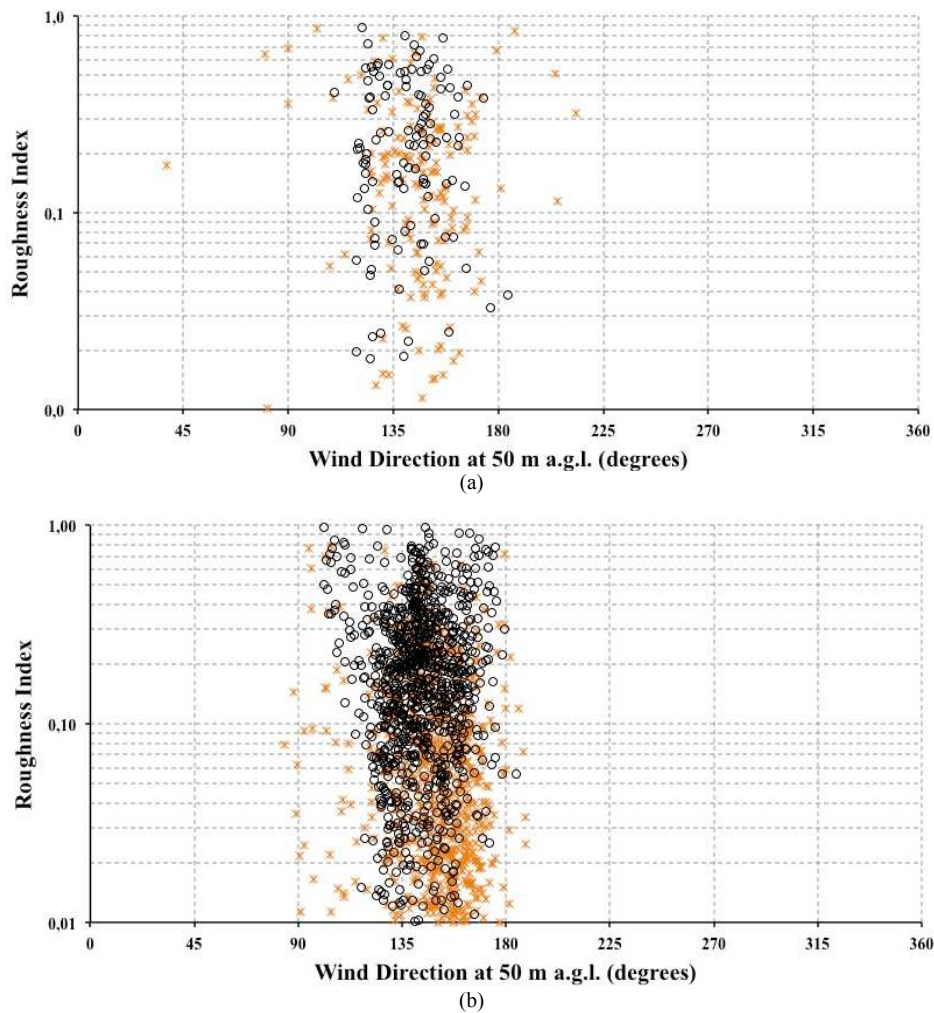 1,0
0,1
0,0
Roughness Index
0 45 90 135 180 225 270 315 360
Wind Direction at 50 m a.g.l. (degrees)
(a)
1,00
0,10
0,01
Roughness Index
0 45 90 135 180 225 270 315 360
Wind Direction at 50 m a.g.l. (degrees)
(b)